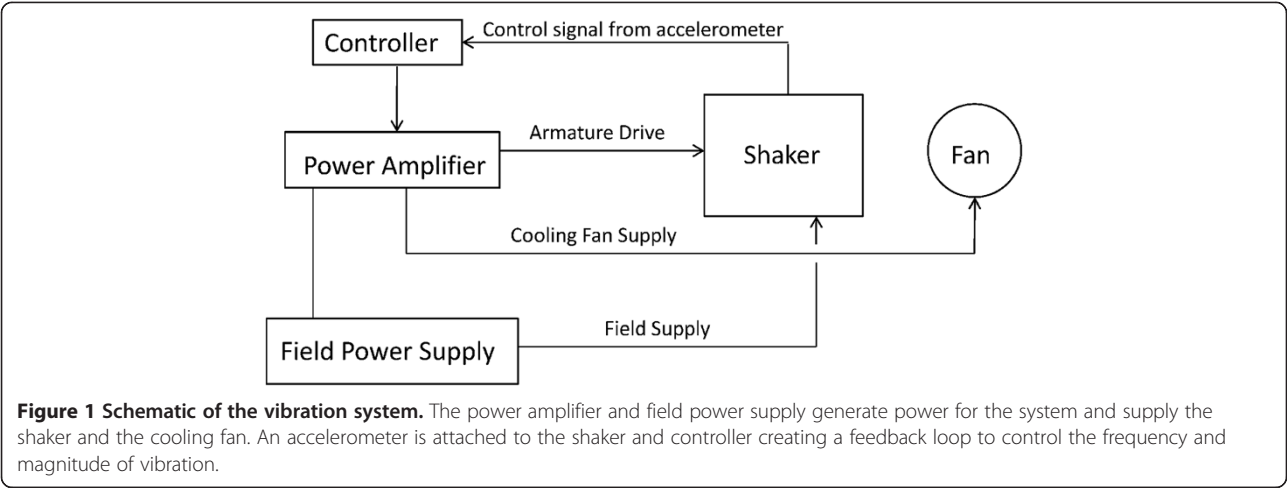 Control signal from accelerometer
Controller
Armature Drive
Power Amplifier
Shaker
Fan
Cooling Fan Supply
Field Supply
Field Power Supply
Figure 1 Schematic of the vibration system. The power amplifier and field power supply generate power for the system and supply the
shaker and the cooling fan. An accelerometer is attached to the shaker and controller creating a feedback loop to control the frequency and
magnitude of vibration.